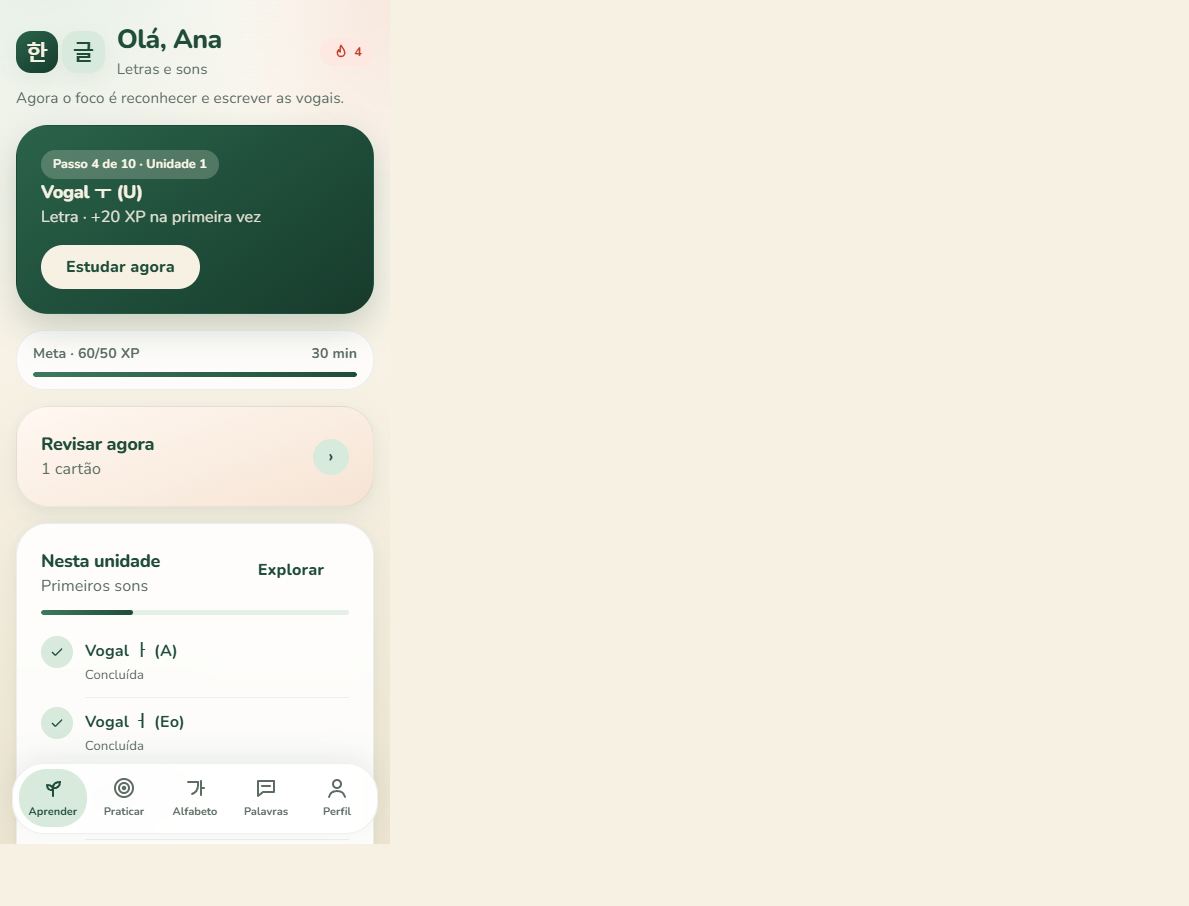 한 글
Olá, Ana
Letras e sons
4
Agora o foco é reconhecer e escrever as vogais.
Passo 4 de 10 · Unidade 1
Vogal ㅜ (U)
Letra · +20 XP na primeira vez
Estudar agora
Meta · 60/50 XP
30 min
Revisar agora
1 cartão
›
Nesta unidade
Primeiros sons
Explorar
Vogal ㅏ (A)
Concluída
Vogal ㅓ (Eo)
Concluída
Aprender
Praticar
가
Alfabeto
Palavras
Perfil